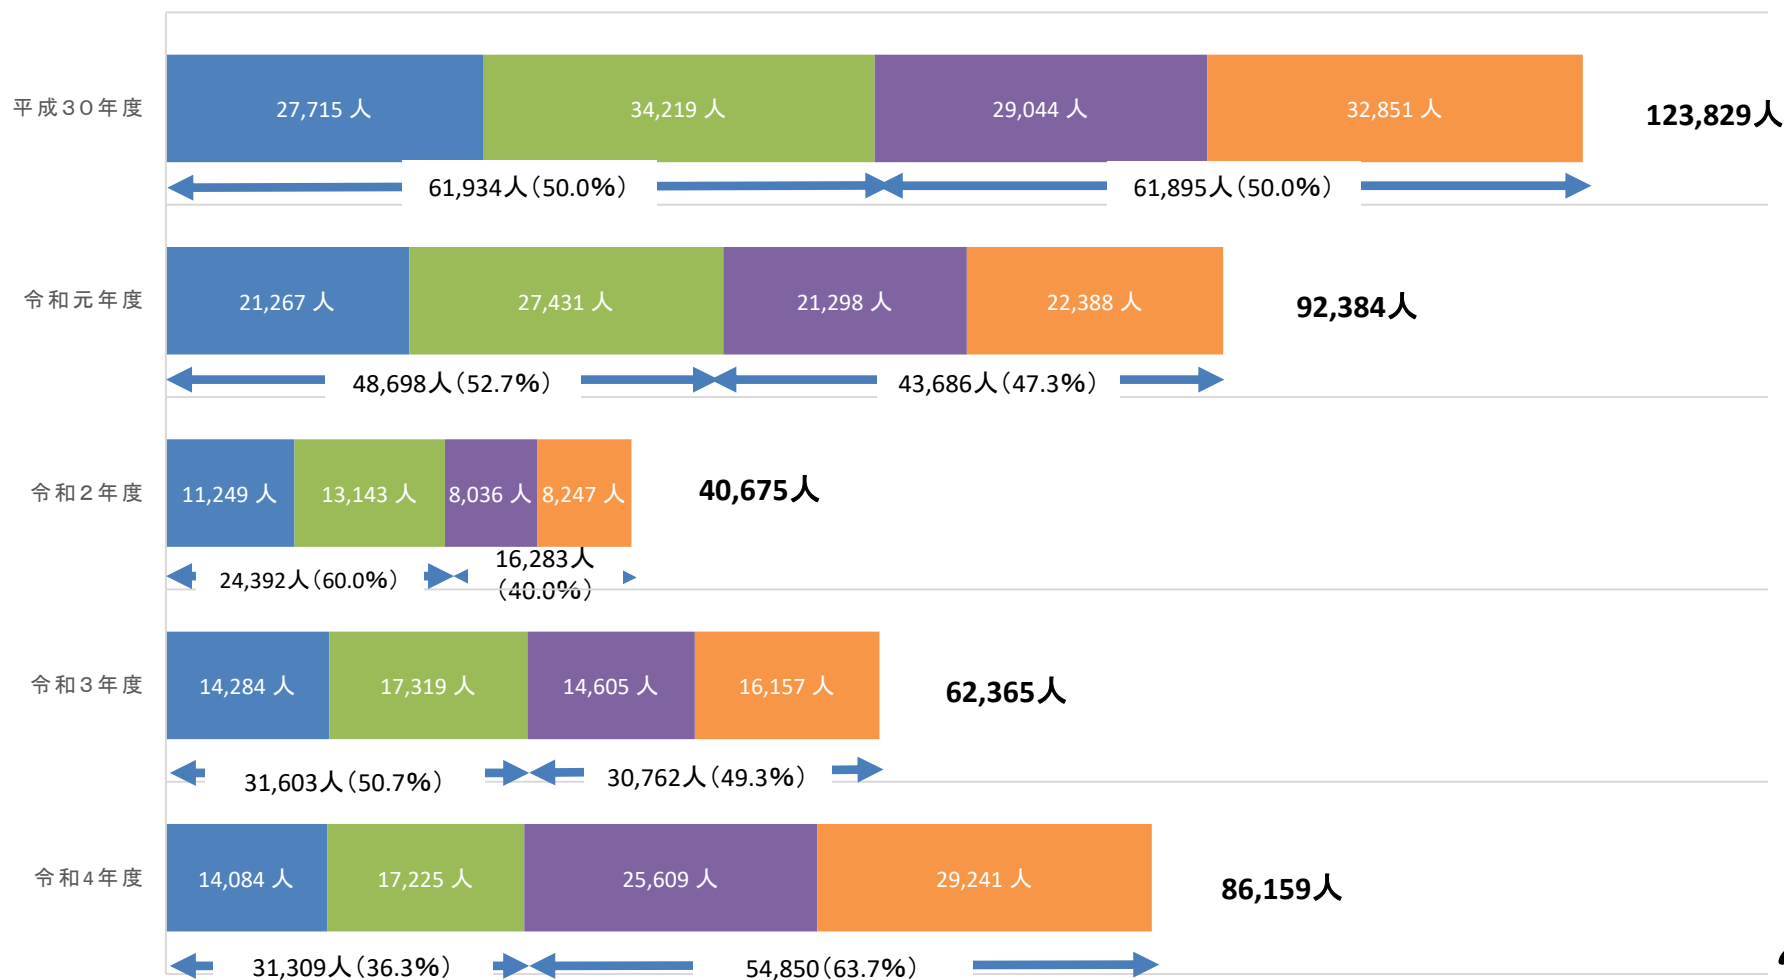 平成30年度
27,715 人
34,219 人
29,044 人
32,851 人
123,829人
61,934人（50.0%）
61,895人（50.0%）
令和元年度
21,267 人
27,431 人
21,298 人
22,388 人
92,384人
48,698人（52.7%）
43,686人（47.3%）
令和2年度
11,249 人
13,143 人
8,036 人
8,247 人
40,675人
24,392人（60.0%）
16,283人
（40.0%）
令和3年度
14,284 人
17,319 人
14,605 人
16,157 人
62,365人
31,603人（50.7%）
30,762人（49.3%）
令和4年度
14,084 人
17,225 人
25,609 人
29,241 人
86,159人
31,309人（36.3%）
54,850（63.7%）